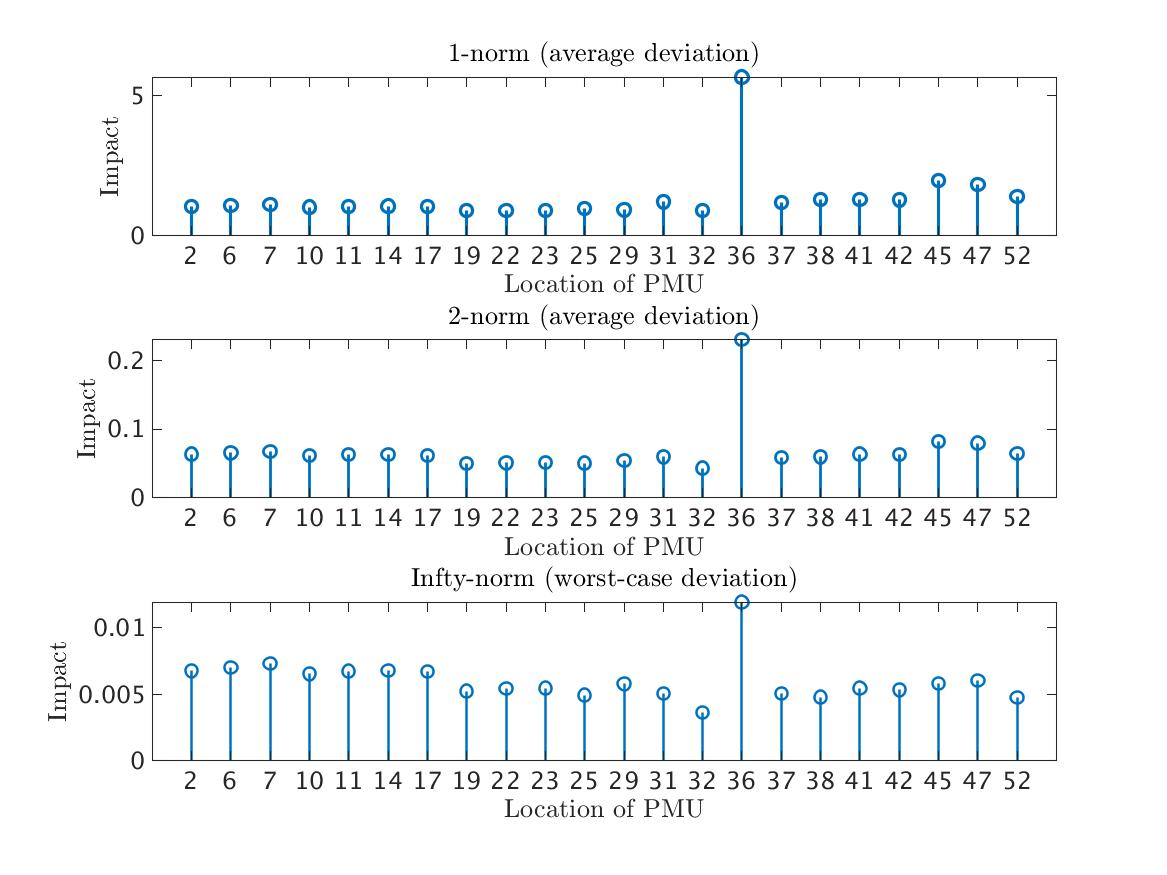 1-norm (average deviation)
5
0
Impact
2 6 7 10 11 14 17 19 22 23 25 29 31 32 36 37 38 41 42 45 47 52
Location of PMU
2-norm (average deviation)
0.2
0.1
0
Impact
2 6 7 10 11 14 17 19 22 23 25 29 31 32 36 37 38 41 42 45 47 52
Location of PMU
Infty-norm (worst-case deviation)
0.01
0.005
0
Impact
2 6 7 10 11 14 17 19 22 23 25 29 31 32 36 37 38 41 42 45 47 52
Location of PMU